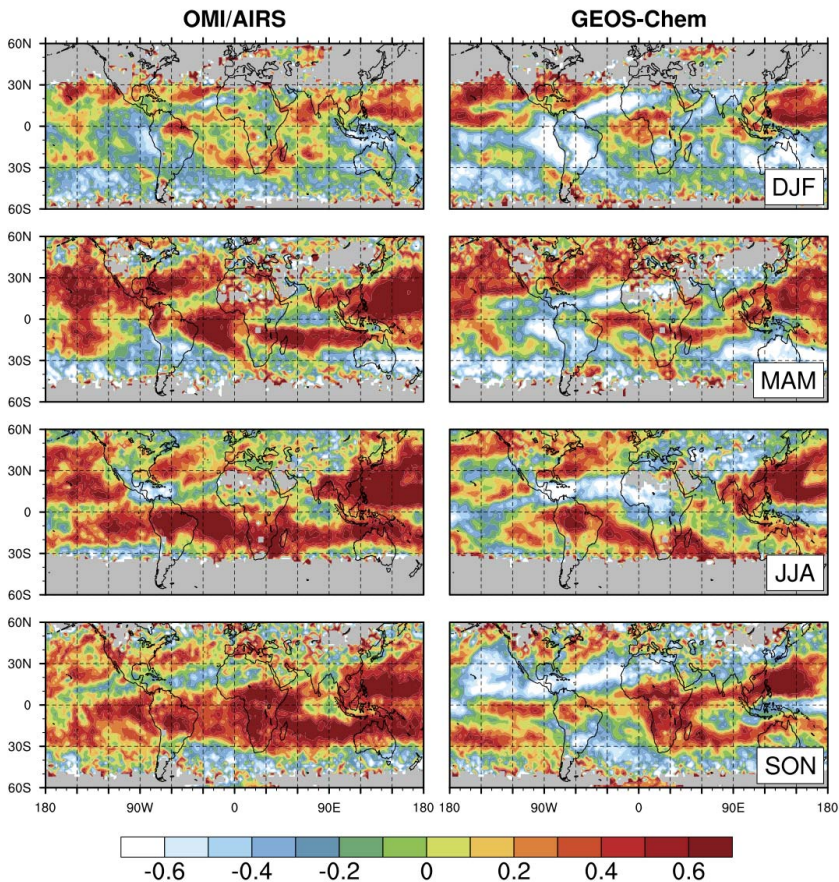 OMI/AIRS GEOS-Chem
60N
30N
0
30S
60S
DJF
60N
30N
0
30S
60S
MAM
60N
30N
0
30S
60S
JJA
60N
30N
0
30S
60S
SON
180 90W 0 90E 180 180 90W 0 90E 180
-0.6 -0.4 -0.2 0 0.2 0.4 0.6